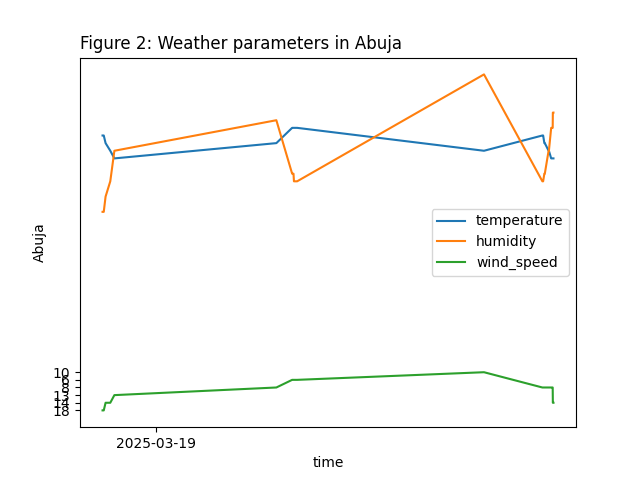 Figure 2: Weather parameters in Abuja
Abuja
temperature
humidity
wind_speed
10
6
8
13
14
18
2025-03-19
time